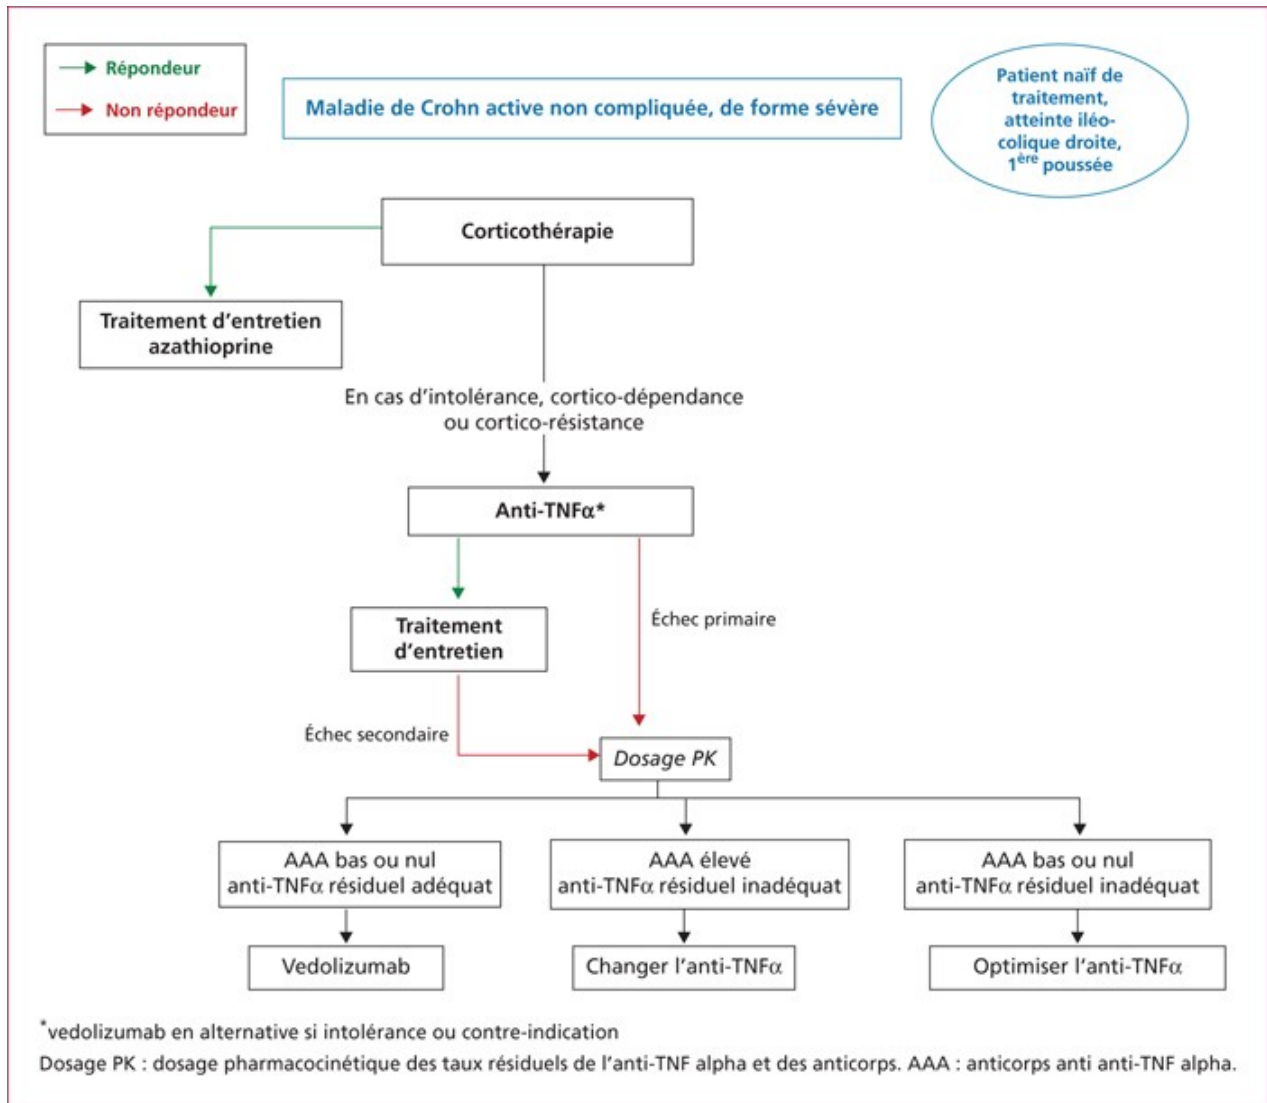 Répondeur
Non répondeur
Maladie de Crohn active non compliquée, de forme sévère
Patient naïf de
traitement,
atteinte iléo-
colique droite,
1ère poussée
Corticothérapie
Traitement d'entretien
azathioprine
En cas d'intolérance, cortico-dépendance
ou cortico-résistance
Anti-TNFα*
Traitement
d'entretien
Échec primaire
Échec secondaire
Dosage PK
AAA bas ou nul
anti-TNFα résiduel adéquat
AAA élevé
anti-TNFα résiduel inadéquat
AAA bas ou nul
anti-TNFα résiduel inadéquat
Vedolizumab
Changer l'anti-TNFα
Optimiser l'anti-TNFα
*vedolizumab en alternative si intolérance ou contre-indication
Dosage PK : dosage pharmacocinétique des taux résiduels de l'anti-TNF alpha et des anticorps. AAA : anticorps anti anti-TNF alpha.